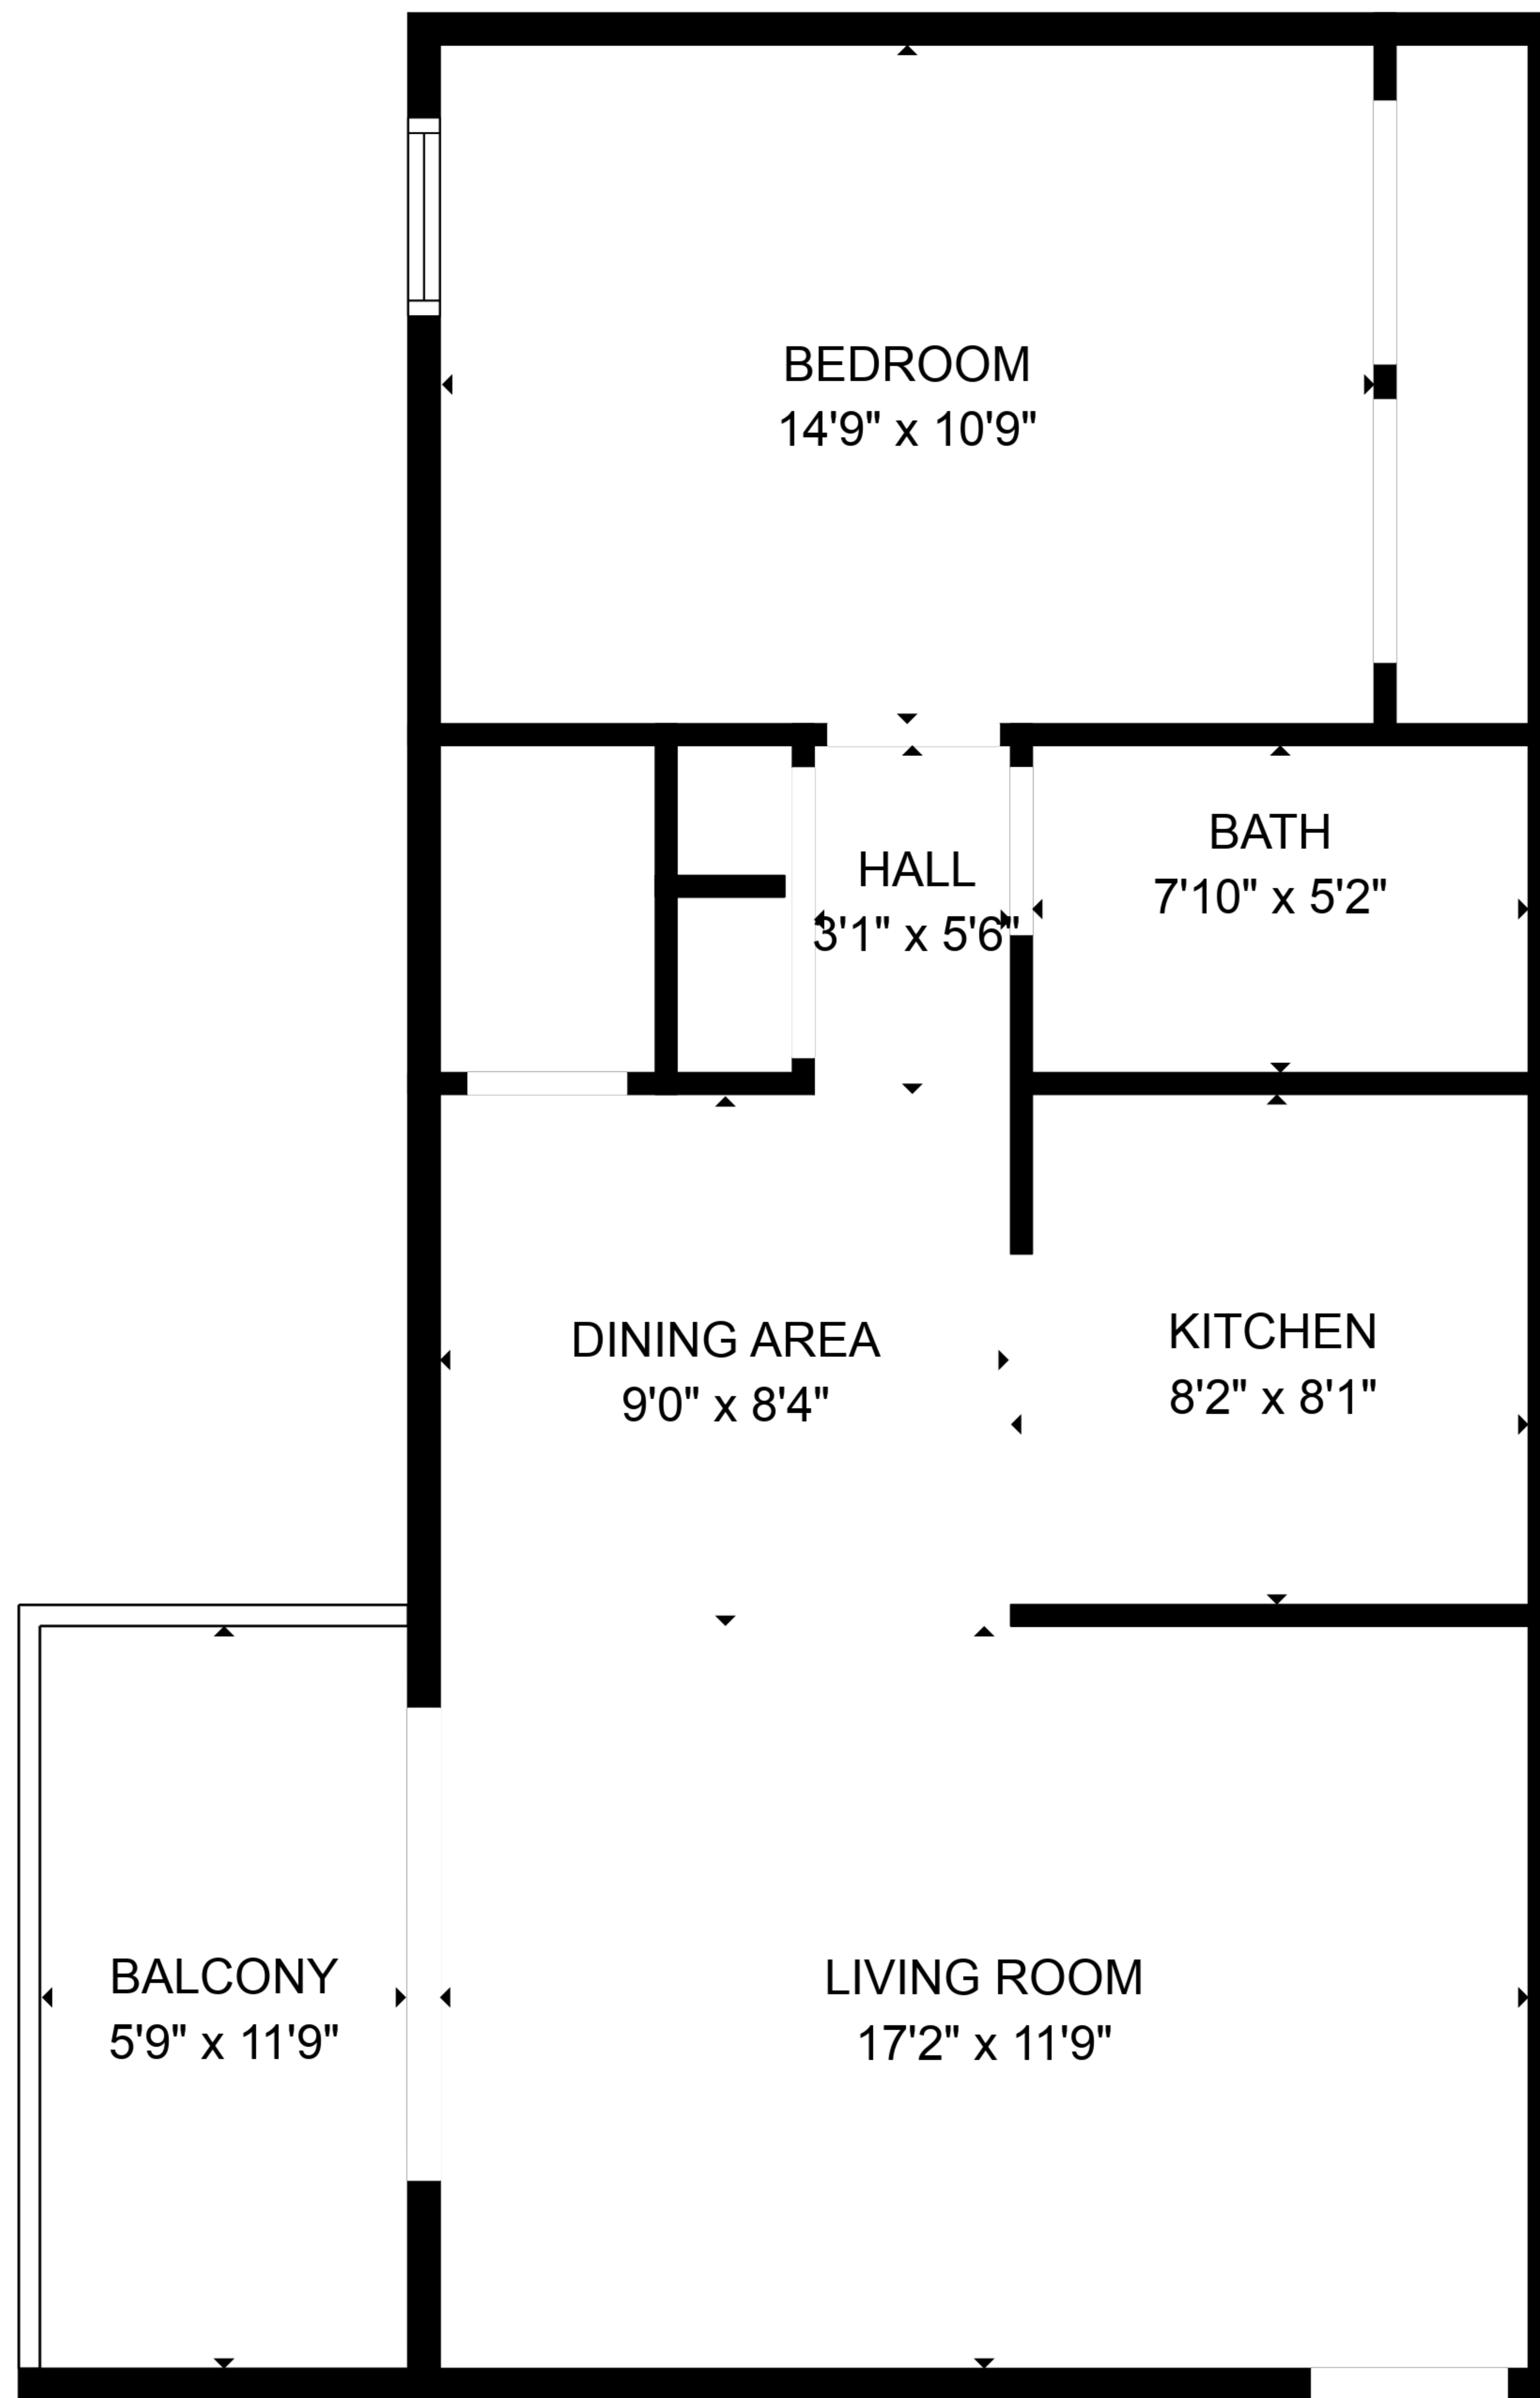 BEDROOM
14'9" x 10'9"
HALL
3'1" x 5'6"
BATH
7'10" x 5'2"
DINING AREA
9'0" x 8'4"
KITCHEN
8'2" x 8'1"
BALCONY
5'9" x 11'9"
LIVING ROOM
17'2" x 11'9"